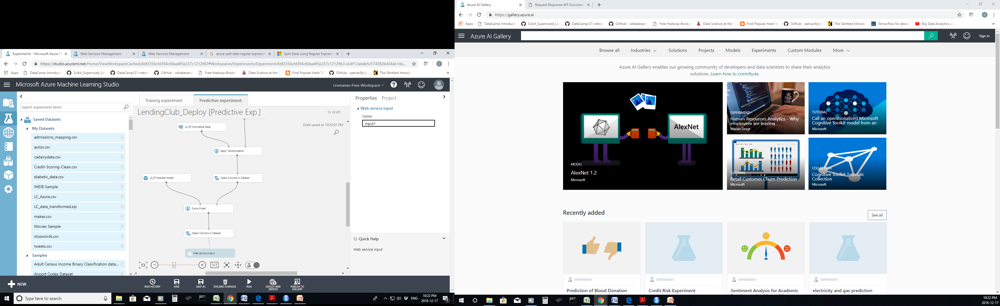 Experiments - Microsoft Azure M
Web Services Management
Web Services Management
azure split data regular expressio
Split Data using Regular Expressi
https://studio.azureml.net/Home/ViewWorkspaceCached/4df2356cfd394c60aa4f5e237c121296?#Workspaces/Experiments/Experiment/4df2356cfd394c60aa4f5e237c121296.f-id.4f12adde5c574382b434ab14e...
Apps
DataCamp Introducti
Scikit_Supervised_Lea
DataCamp/21-netwo
GitHub - wblakecann
Free-Hadoop-Books/
Data Science at the C
Find Popular Hash Ta
GitHub - patvarilly/p
The Gentlest Introdu
Microsoft Azure Machine Learning Studio
cromanes-Free-Workspace
Search experiment items
Saved Datasets
My Datasets
admissions_mapping.csv
autos.csv
cadairydata.csv
Credit-Scoring-Clean.csv
diabetic_data.csv
IMDB Sample
LC_Azure.csv
LC_data_transformed.zip
makes.csv
Movies Sample
stopwords.csv
tweets.csv
Samples
Adult Census Income Binary Classification data...
Airport Codes Dataset
Training experiment
Predictive experiment
LendingClub_Deploy [Predictive Exp.]
In draft
Draft saved at 10:22:01 PM
LC_RF [Normalize Data]
Apply Transformation
LC_RF [trained model]
Select Columns in Dataset
Score Model
Select Columns in Dataset
Web service output
1:1
Properties
Project
Web service input
Name
input1
Quick Help
Web service input
NEW
RUN HISTORY
SAVE
SAVE AS
DISCARD CHANGES
RUN
DEPLOY WEB SERVICE
PUBLISH TO GALLERY
Type here to search
ENG
10:22 PM
2018-12-17
Azure AI Gallery
Request Response API Document
https://gallery.azure.ai
Apps
DataCamp Introducti
Scikit_Supervised_Lea
DataCamp/21-netwo
GitHub - wblakecann
Free-Hadoop-Books/
Data Science at the C
Find Popular Hash Ta
GitHub - patvarilly/p
The Gentlest Introdu
Tensorflow for absolu
Big Data Analytics us
Azure AI Gallery
Sign in
Browse all
Industries
Solutions
Projects
Models
Experiments
Custom Modules
More
Azure AI Gallery enables our growing community of developers and data scientists to share their analytics
solutions. Learn how to contribute.
AlexNet
MODEL
AlexNet 1.2
Microsoft
EXPERIMENT
Human Resources Analytics - Why
employees are leaving
Marian Dragt
TUTORIAL
Call an operationalized Microsoft
Cognitive Toolkit model from an
Microsoft
TUTORIAL
Retail Customer Churn Prediction
Microsoft
COLLECTION
Cognitive Toolkit Tutorials
Collection
Microsoft
Recently added
See all
EXPERIMENT
Prediction of Blood Donation
EXPERIMENT
Credit Risk Experiment
EXPERIMENT
Sentiment Analysis for Academic
EXPERIMENT
electricity and gas prediction
10:22 PM
2018-12-17